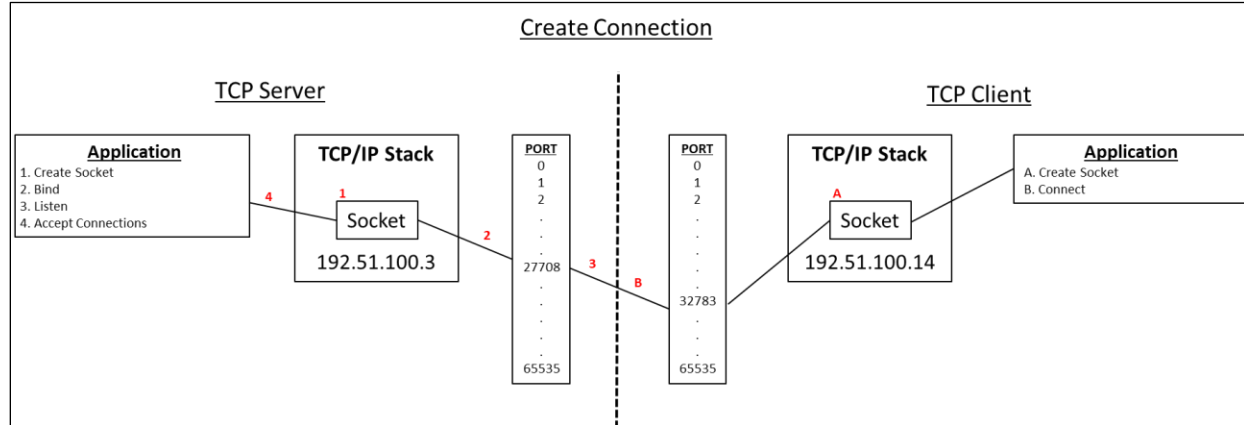 Create Connection
TCP Server
Application
1. Create Socket
2. Bind
3. Listen
4. Accept Connections
4
TCP/IP Stack
1
Socket
192.51.100.3
2
PORT
0
1
2
.
.
.
.
27708
.
.
.
.
65535
3
B
TCP Client
PORT
0
1
2
.
.
.
.
.
32783
.
.
.
65535
TCP/IP Stack
A
Socket
192.51.100.14
Application
A. Create Socket
B. Connect